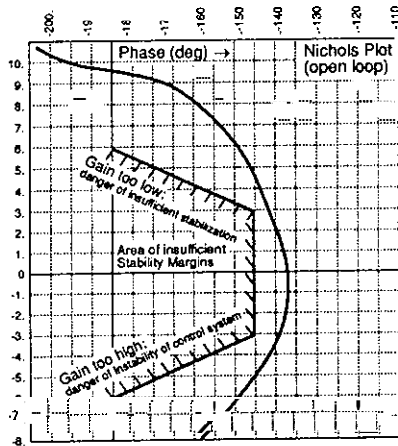 -200. -19 -18 -17 -160 -150 -140 -130 -120 -110
Phase (deg) → Nichols Plot
(open loop)
10.
9.
8.
7.
6.
5.
4.
3.
2.
1.
0
-1
-2.
-3.
-4.
-5.
-6
-7
-8.
Gain too low:
danger of insufficient stabilization
Area of insufficient
Stability Margins
Gain too high:
danger of instability of control system